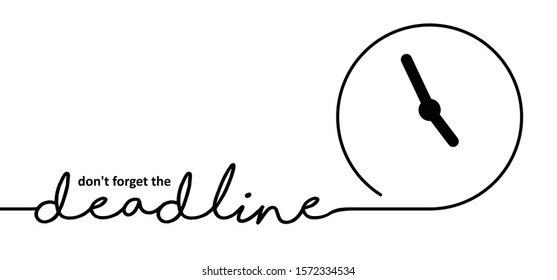 don't forget the
deadline
shutterstock.com · 1572334534